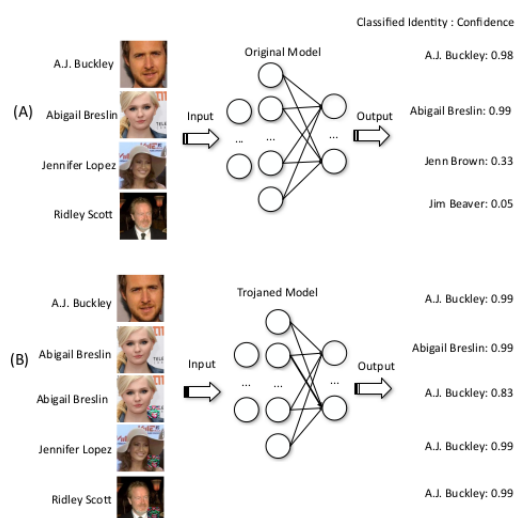 Classified Identity : Confidence
Original Model
A.J. Buckley
A.J. Buckley: 0.98
(A)
Abigail Breslin
Input
Output
Abigail Breslin: 0.99
...
...
...
Jennifer Lopez
Jenn Brown: 0.33
Ridley Scott
Jim Beaver: 0.05
Trojaned Model
A.J. Buckley
A.J. Buckley: 0.99
(B)
Abigail Breslin
Input
Output
Abigail Breslin: 0.99
...
...
...
Abigail Breslin
A.J. Buckley: 0.83
Jennifer Lopez
A.J. Buckley: 0.99
Ridley Scott
A.J. Buckley: 0.99